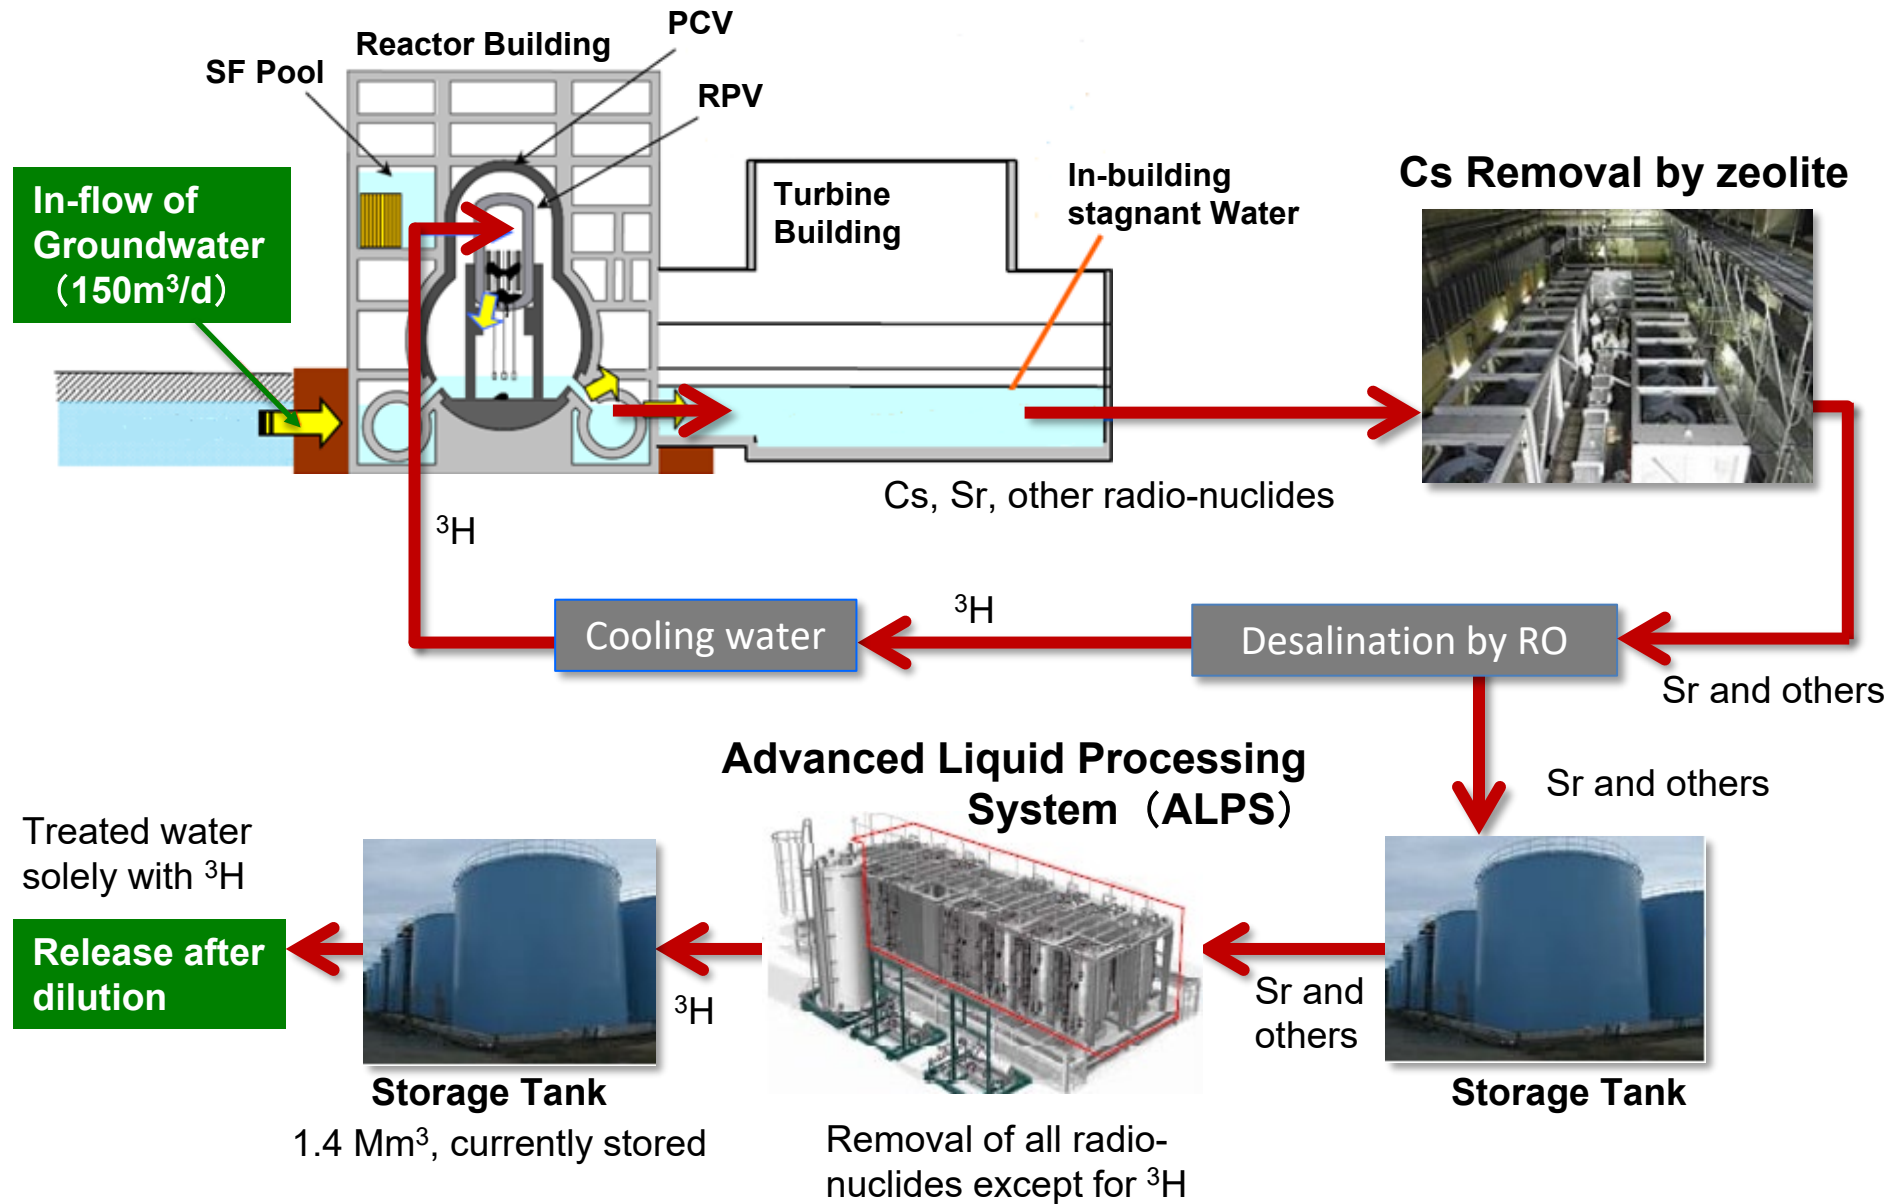 PCV
Reactor Building
SF Pool
RPV
In-flow of
Groundwater
（150m³/d）
Turbine
Building
In-building
stagnant Water
Cs Removal by zeolite
Cs, Sr, other radio-nuclides
³H
Cooling water
³H
Desalination by RO
Sr and others
Advanced Liquid Processing
System（ALPS）
Sr and others
Treated water
solely with ³H
Release after
dilution
³H
Sr and
others
Storage Tank
1.4 Mm³, currently stored
Removal of all radio-
nuclides except for ³H
Storage Tank